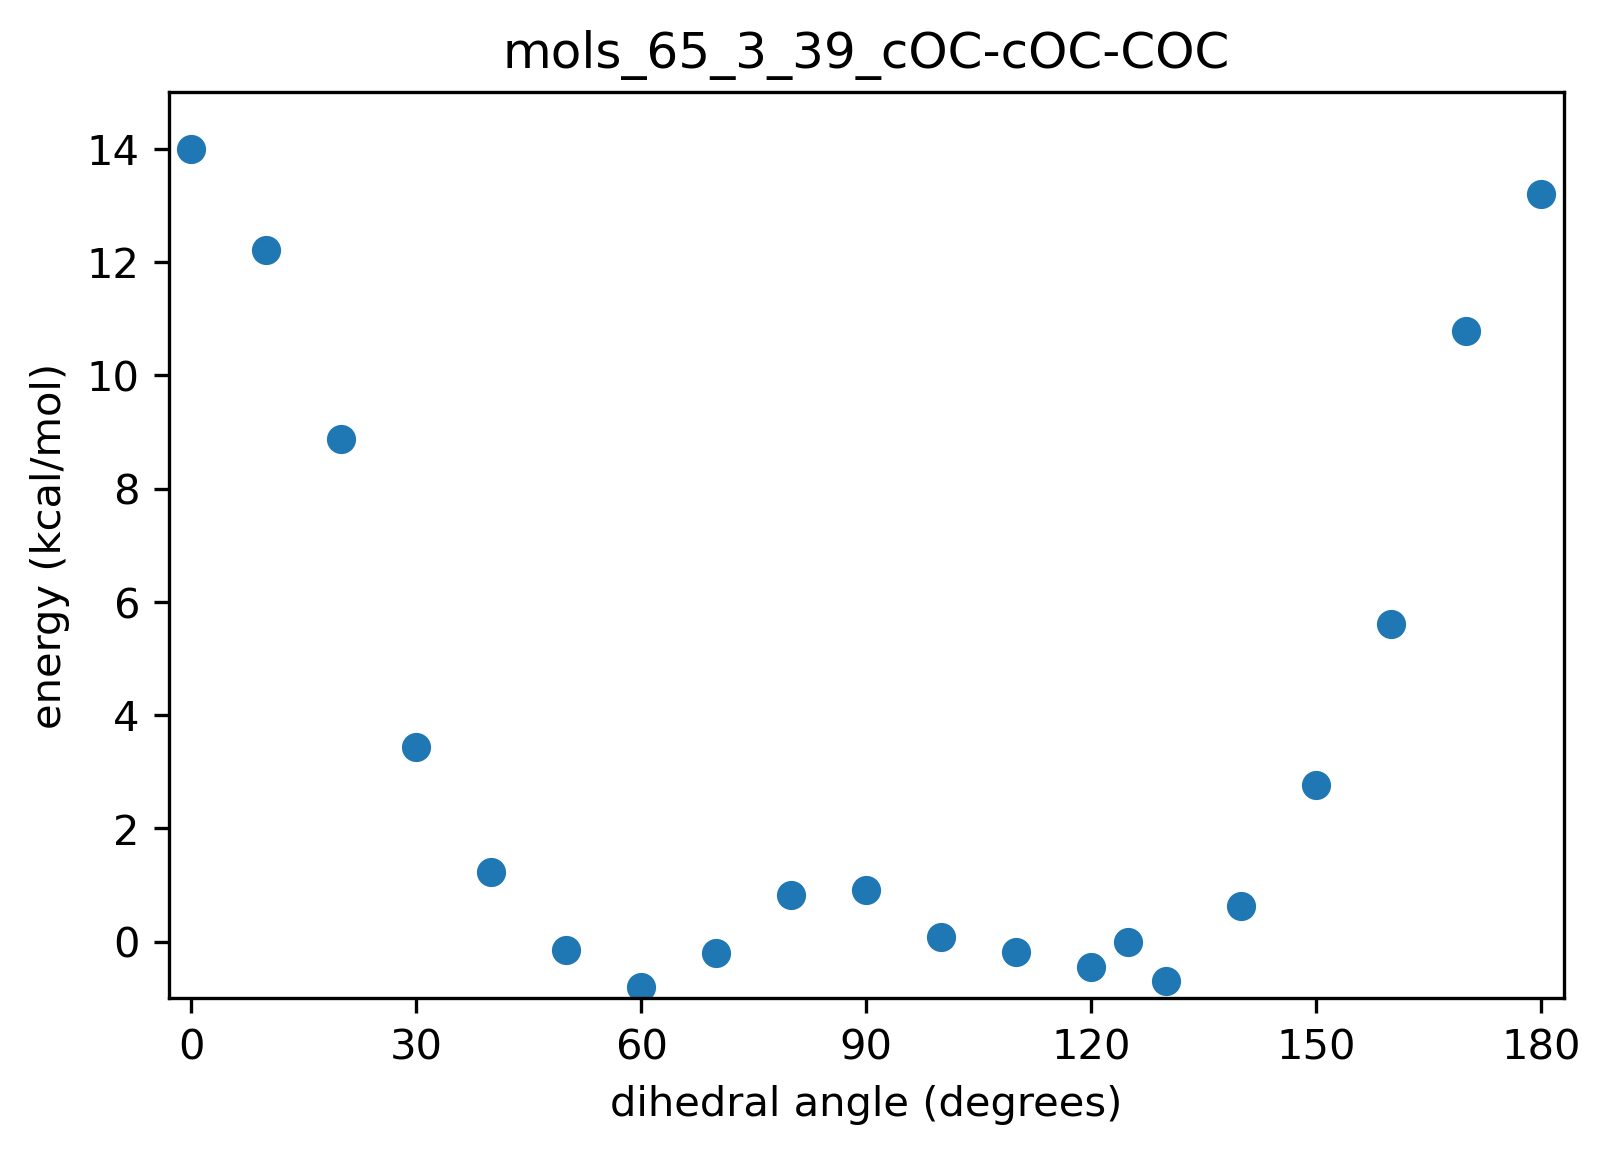 mols_65_3_39_cOC-cOC-COC
energy (kcal/mol)
14
12
10
8
6
4
2
0
0 30 60 90 120 150 180
dihedral angle (degrees)